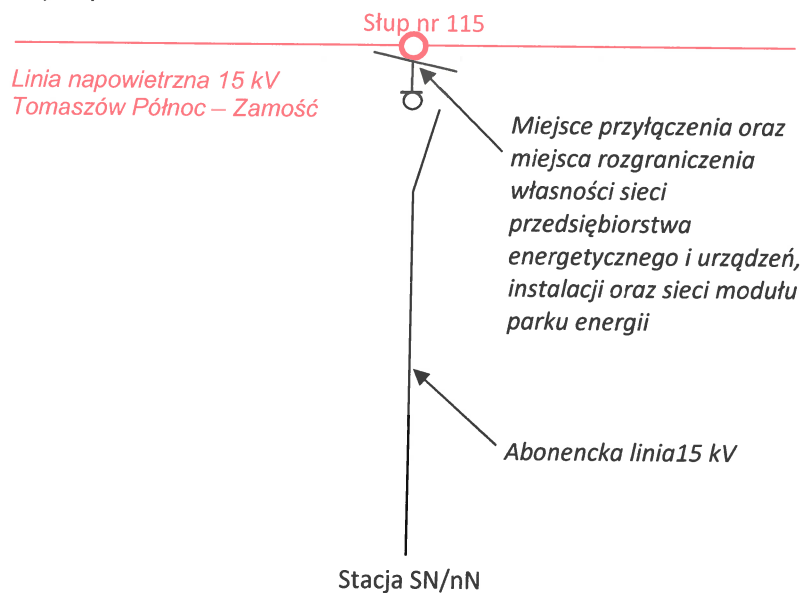 Słup nr 115
Linia napowietrzna 15 kV
Tomaszów Północ – Zamość
Miejsce przyłączenia oraz
miejsca rozgraniczenia
własności sieci
przedsiębiorstwa
energetycznego i urządzeń,
instalacji oraz sieci modułu
parku energii
Abonencka linia15 kV
Stacja SN/nN